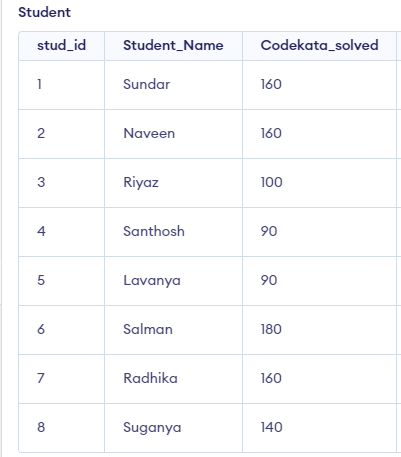 Student
stud_id Student_Name Codekata_solved
1 Sundar 160
2 Naveen 160
3 Riyaz 100
4 Santhosh 90
5 Lavanya 90
6 Salman 180
7 Radhika 160
8 Suganya 140